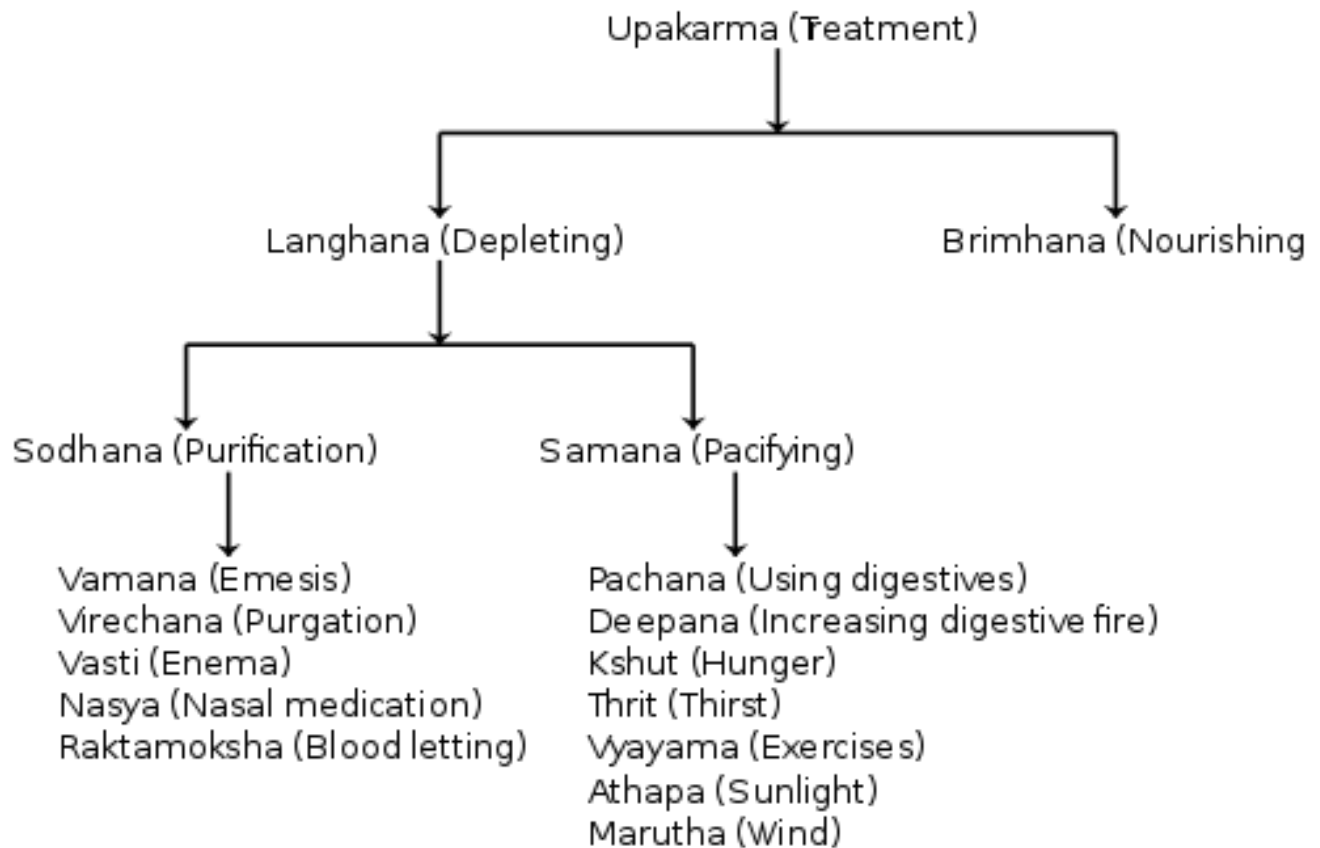 Upakarma (Treatment)
Langhana (Depleting)
Brimhana (Nourishing
Sodhana (Purification)
Samana (Pacifying)
Vamana (Emesis)
Virechana (Purgation)
Vasti (Enema)
Nasya (Nasal medication)
Raktamoksha (Blood letting)
Pachana (Using digestives)
Deepana (Increasing digestive fire)
Kshut (Hunger)
Thrit (Thirst)
Vyayama (Exercises)
Athapa (Sunlight)
Marutha (Wind)